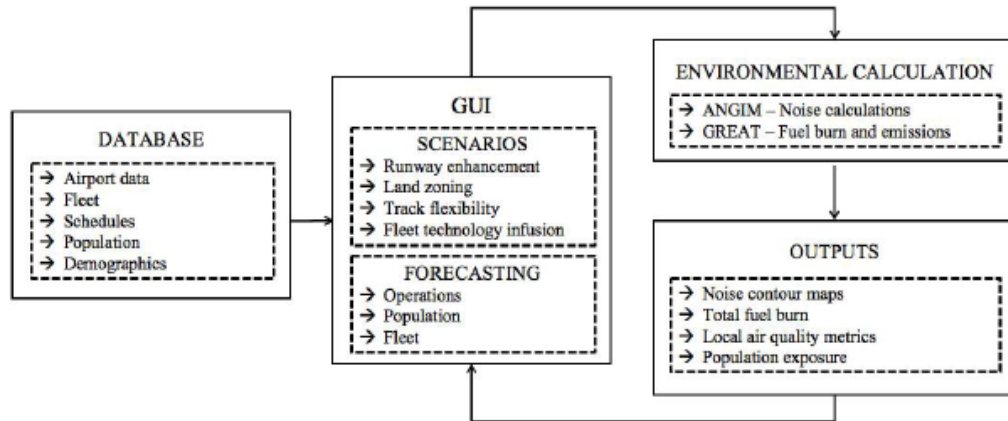 DATABASE
→ Airport data
→ Fleet
→ Schedules
→ Population
→ Demographics
GUI
SCENARIOS
→ Runway enhancement
→ Land zoning
→ Track flexibility
→ Fleet technology infusion
FORECASTING
→ Operations
→ Population
→ Fleet
ENVIRONMENTAL CALCULATION
→ ANGIM – Noise calculations
→ GREAT – Fuel burn and emissions
OUTPUTS
→ Noise contour maps
→ Total fuel burn
→ Local air quality metrics
→ Population exposure